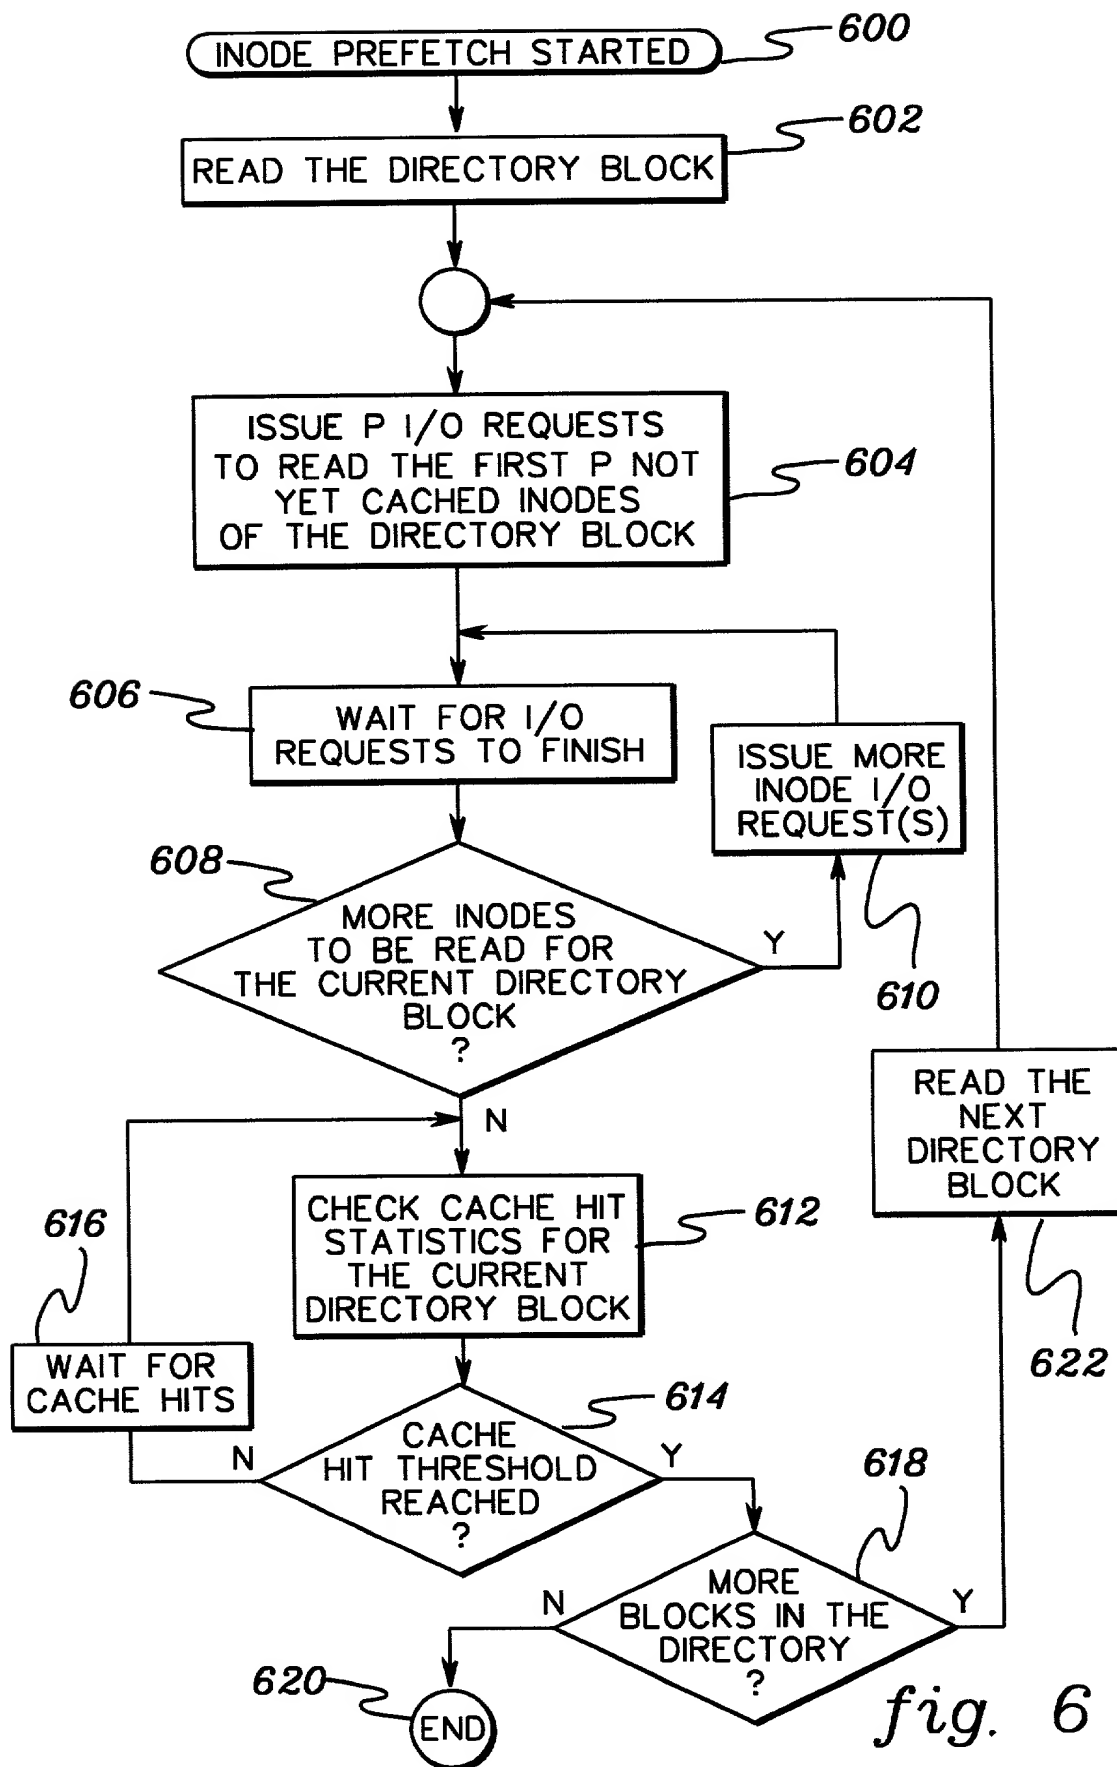 600
INODE PREFETCH STARTED
602
READ THE DIRECTORY BLOCK
ISSUE P I/O REQUESTS
TO READ THE FIRST P NOT
YET CACHED INODES
OF THE DIRECTORY BLOCK
604
606
WAIT FOR I/O
REQUESTS TO FINISH
ISSUE MORE
INODE I/O
REQUEST(S)
610
608
MORE INODES
TO BE READ FOR
THE CURRENT DIRECTORY
BLOCK
?
Y
N
READ THE
NEXT
DIRECTORY
BLOCK
622
CHECK CACHE HIT
STATISTICS FOR
THE CURRENT
DIRECTORY BLOCK
612
616
WAIT FOR
CACHE HITS
614
CACHE
HIT THRESHOLD
REACHED
?
N
Y
618
MORE
BLOCKS IN THE
DIRECTORY
?
N
Y
620
END
fig. 6